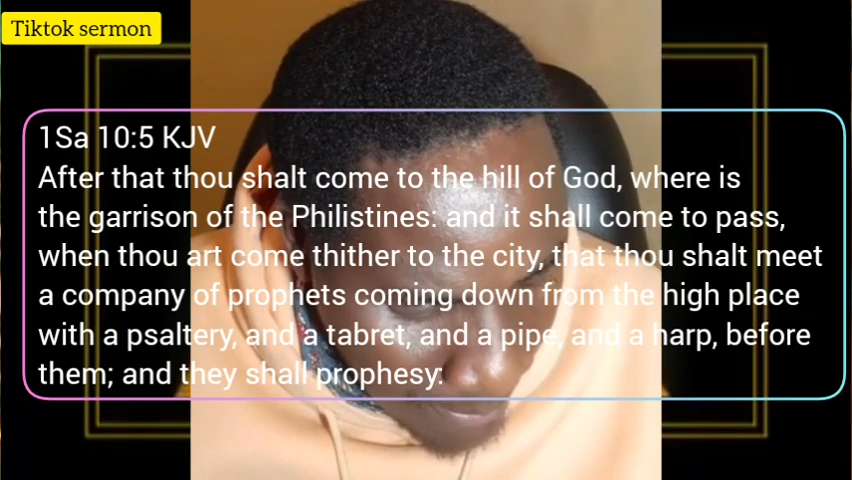 Tiktok sermon
1Sa 10:5 KJV
After that thou shalt come to the hill of God, where is
the garrison of the Philistines: and it shall come to pass,
when thou art come thither to the city, that thou shalt meet
a company of prophets coming down from the high place
with a psaltery, and a tabret, and a pipe, and a harp, before
them; and they shall prophesy: